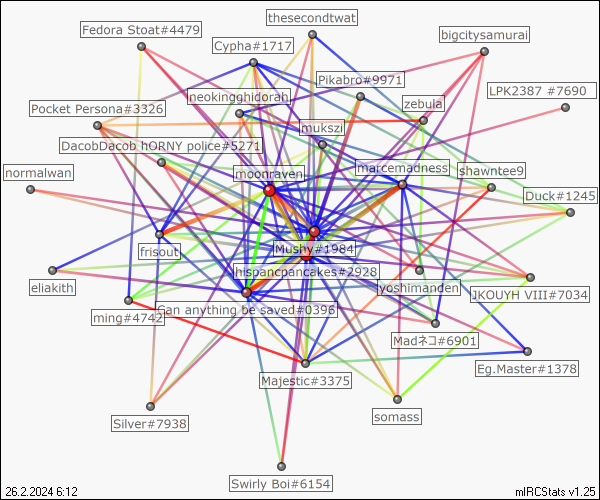 thesecondtwat
Fedora Stoat#4479
bigcitysamurai
Cypha#1717
Pikabro#9971
LPK2387 #7690
neokingghidorah
zebula
Pocket Persona#3326
mukszi
DacobDacob hORNY police#5271
normalwan
moonraven
marcemadness
shawntee9
Duck#1245
frisout
Mushy#1984
hispancpancakes#2928
eliakith
yoshimanden
JKOUYH VIII#7034
ming#4742
Can anything be saved#0396
Madネコ#6901
Eg.Master#1378
Majestic#3375
somass
Silver#7938
Swirly Boi#6154
26.2.2024 6:12
mIRCStats v1.25